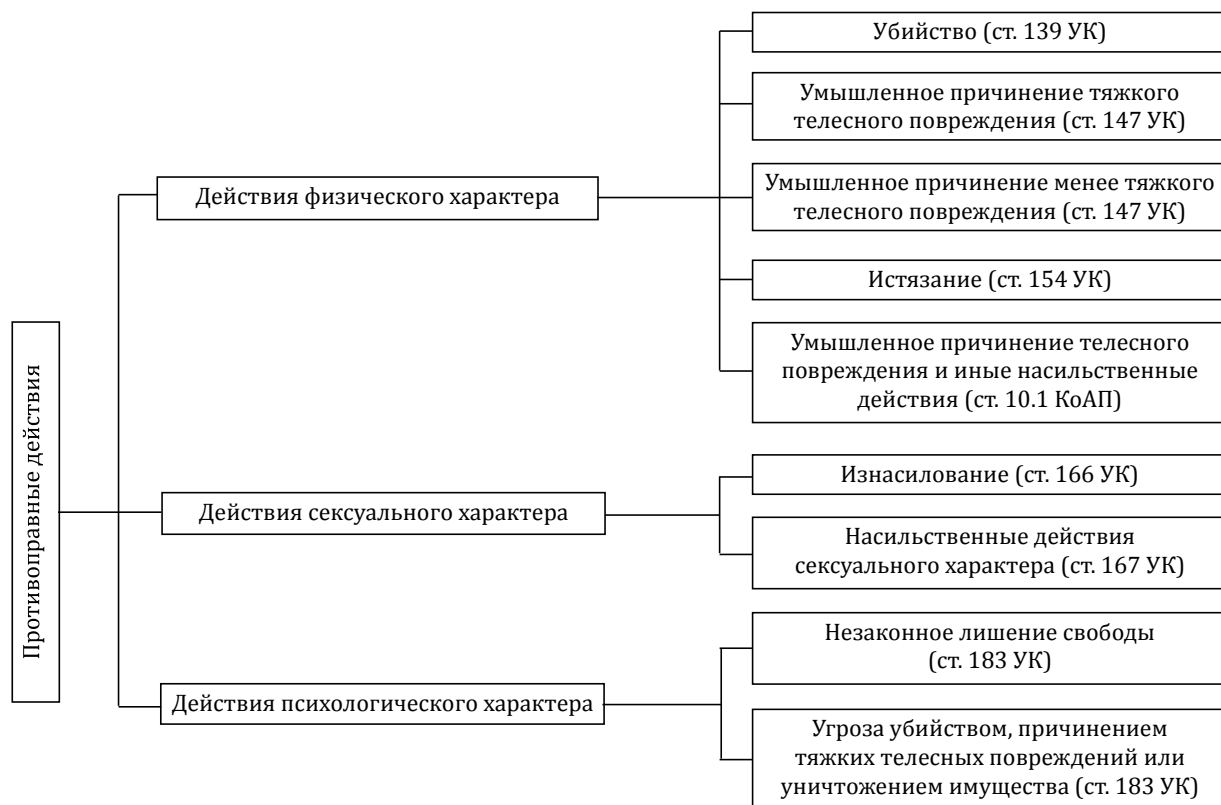 Противоправные действия
Действия физического характера
Убийство (ст. 139 УК)
Умышленное причинение тяжкого
телесного повреждения (ст. 147 УК)
Умышленное причинение менее тяжкого
телесного повреждения (ст. 147 УК)
Истязание (ст. 154 УК)
Умышленное причинение телесного
повреждения и иные насильственные
действия (ст. 10.1 КоАП)
Действия сексуального характера
Изнасилование (ст. 166 УК)
Насильственные действия
сексуального характера (ст. 167 УК)
Действия психологического характера
Незаконное лишение свободы
(ст. 183 УК)
Угроза убийством, причинением
тяжких телесных повреждений или
уничтожением имущества (ст. 183 УК)